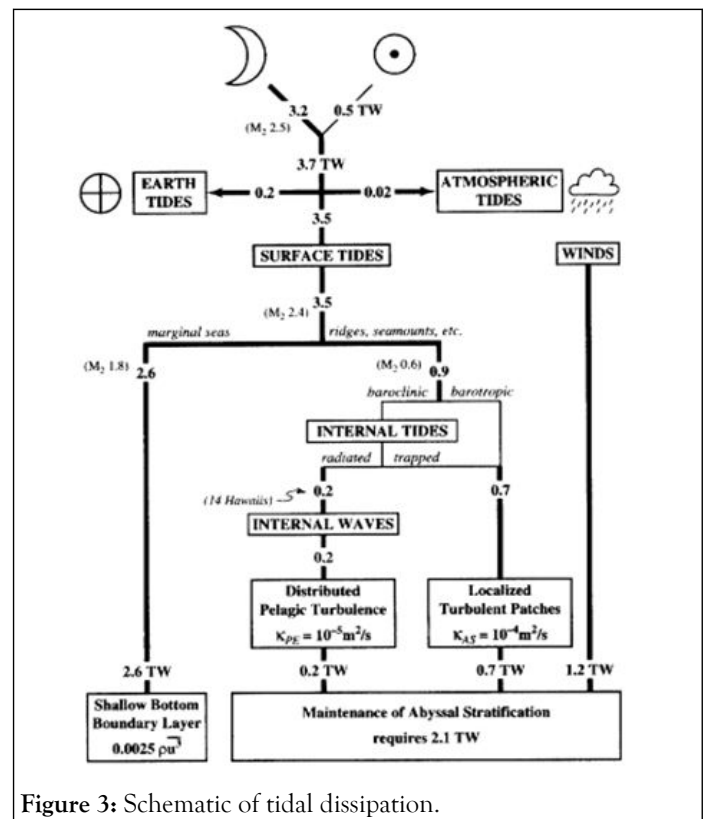 3.2
0.5 TW
(M₂ 2.5)
3.7 TW
EARTH
TIDES
0.2
0.02
ATMOSPHERIC
TIDES
3.5
SURFACE TIDES
WINDS
3.5
(M₂ 2.4)
marginal seas
ridges, seamounts, etc.
(M₂ 1.8)
2.6
(M₂ 0.6)
0.9
baroclinic
barotropic
INTERNAL TIDES
radiated
trapped
(14 Hawaiis)
0.2
0.7
INTERNAL WAVES
0.2
Distributed
Pelagic Turbulence
κPE = 10⁻⁵m²/s
Localized
Turbulent Patches
κAS = 10⁻⁴m²/s
2.6 TW
0.2 TW
0.7 TW
1.2 TW
Shallow Bottom
Boundary Layer
0.0025 ρu³
Maintenance of Abyssal Stratification
requires 2.1 TW
Figure 3: Schematic of tidal dissipation.